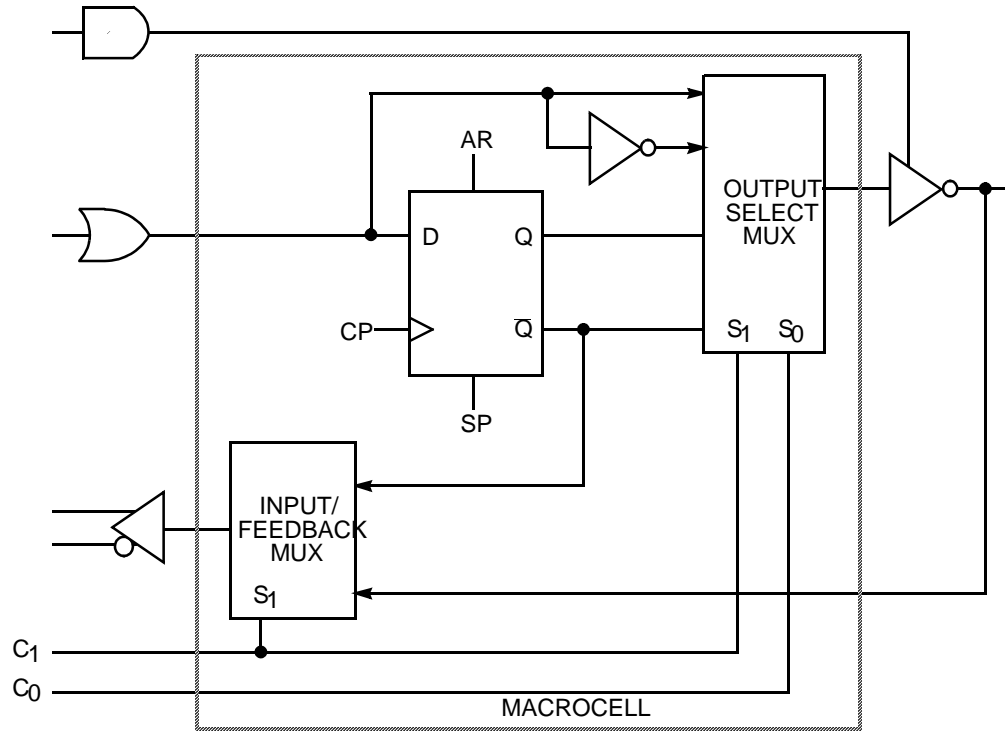 AR
OUTPUT
SELECT
MUX
D
Q
CP
Q̅
S1
S0
SP
INPUT/
FEEDBACK
MUX
S1
C1
C0
MACROCELL